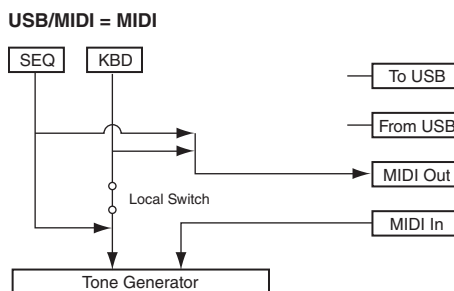 USB/MIDI = MIDI
SEQ
KBD
To USB
From USB
MIDI Out
Local Switch
MIDI In
Tone Generator